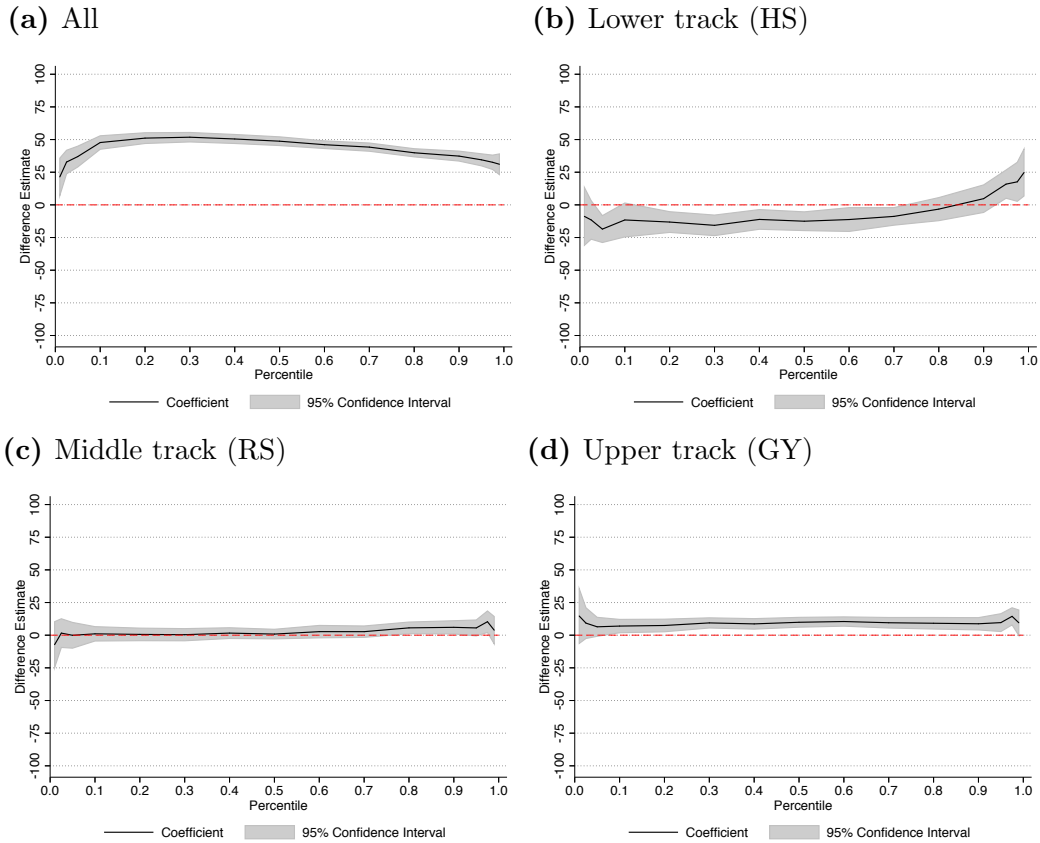 (a) All
100
75
50
25
0
-25
-50
-75
-100
Difference Estimate
0.0 0.1 0.2 0.3 0.4 0.5 0.6 0.7 0.8 0.9 1.0
Percentile
Coefficient 95% Confidence Interval
(b) Lower track (HS)
100
75
50
25
0
-25
-50
-75
-100
Difference Estimate
0.0 0.1 0.2 0.3 0.4 0.5 0.6 0.7 0.8 0.9 1.0
Percentile
Coefficient 95% Confidence Interval
(c) Middle track (RS)
100
75
50
25
0
-25
-50
-75
-100
Difference Estimate
0.0 0.1 0.2 0.3 0.4 0.5 0.6 0.7 0.8 0.9 1.0
Percentile
Coefficient 95% Confidence Interval
(d) Upper track (GY)
100
75
50
25
0
-25
-50
-75
-100
Difference Estimate
0.0 0.1 0.2 0.3 0.4 0.5 0.6 0.7 0.8 0.9 1.0
Percentile
Coefficient 95% Confidence Interval